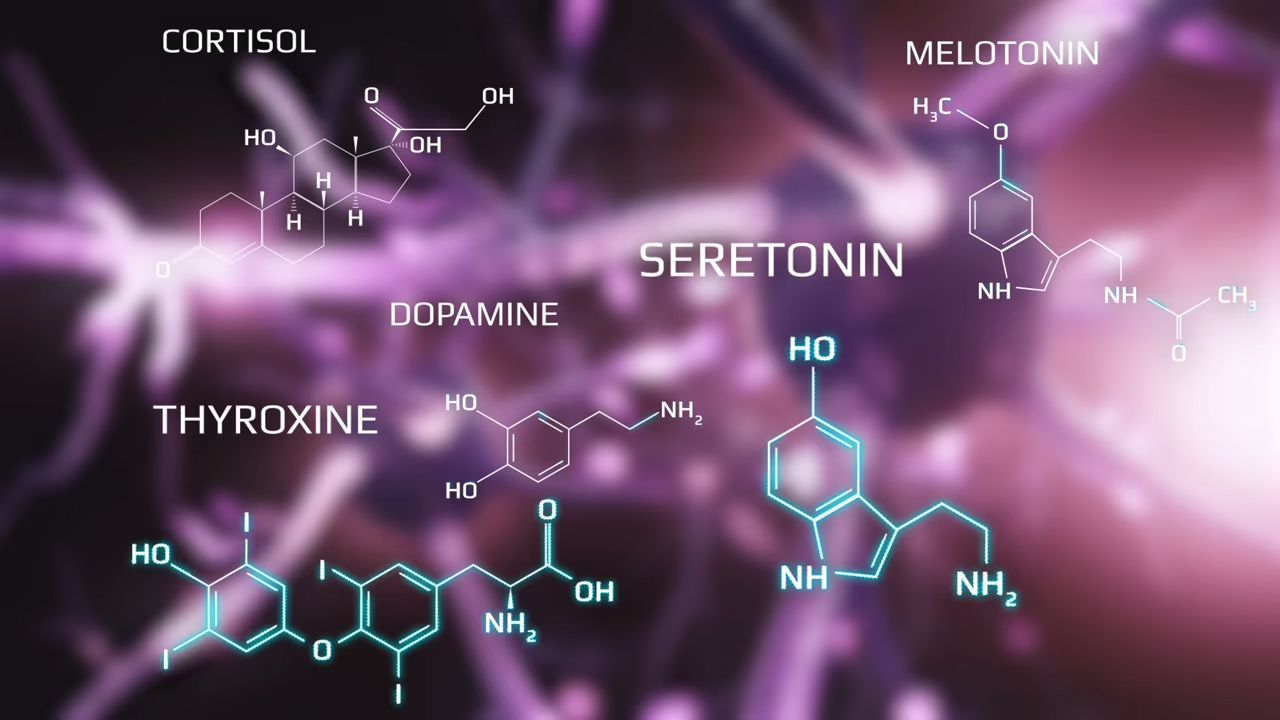 CORTISOL
O
OH
HO
OH
H
H
H
O
MELOTONIN
H3C
O
NH
NH
CH3
O
SERETONIN
HO
NH
NH2
DOPAMINE
HO
NH2
HO
THYROXINE
HO
I
I
O
OH
NH2
I
O
I